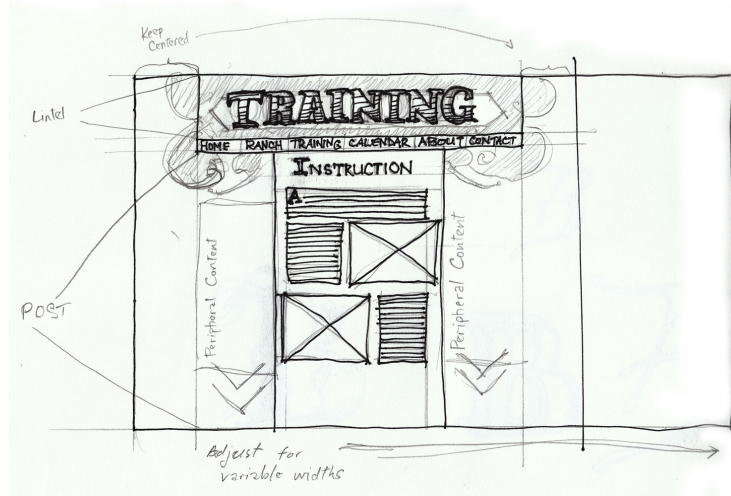 Keep
Centered
Lintel
TRAINING
HOME RANCH TRAINING CALENDAR ABOUT CONTACT
INSTRUCTION
A
Peripheral Content
Peripheral Content
POST
Adjust for
variable widths